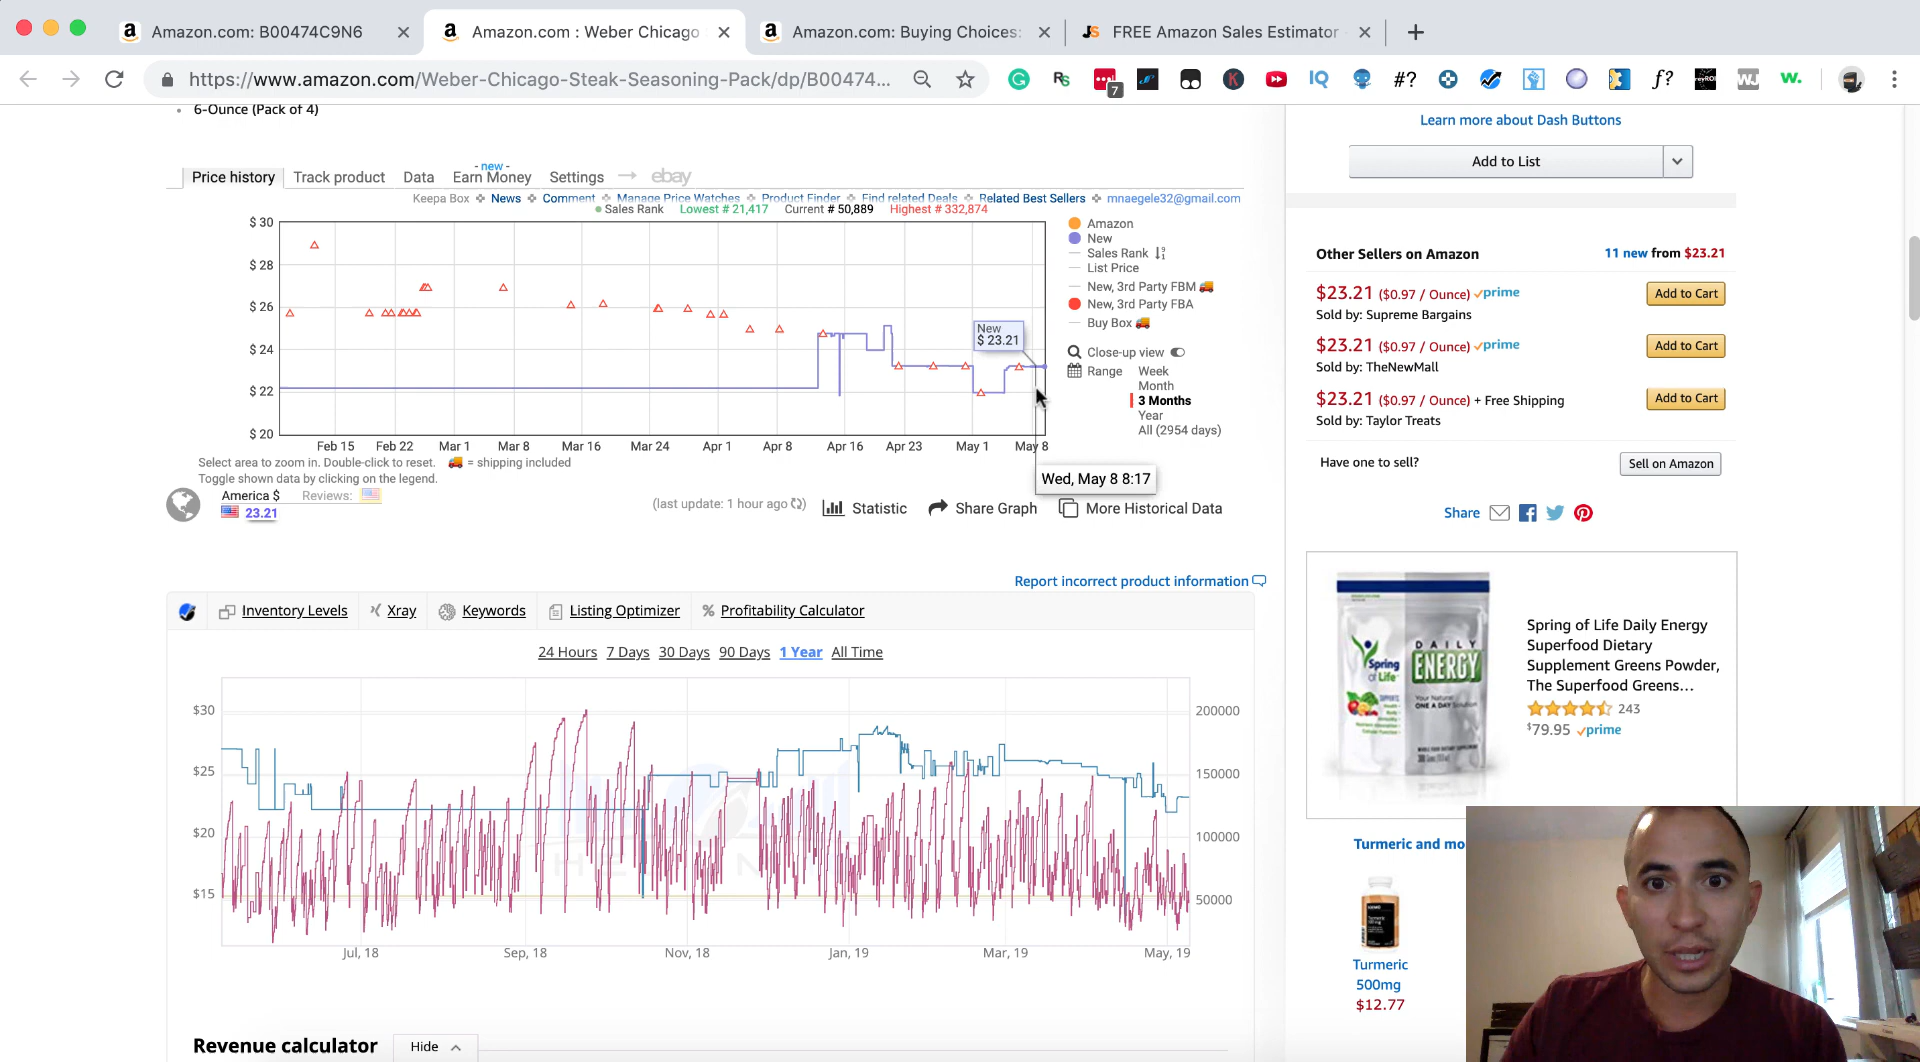 Amazon.com: B00474C9N6
Amazon.com : Weber Chicago
Amazon.com: Buying Choices:
FREE Amazon Sales Estimator
https://www.amazon.com/Weber-Chicago-Steak-Seasoning-Pack/dp/B00474...
7
IQ
#?
f?
WJ
w.
6-Ounce (Pack of 4)
- new -
Price history
Track product
Data
Earn Money
Settings
ebay
Keepa Box
News
Comment
Manage Price Watches
Product Finder
Find related Deals
Related Best Sellers
mnaegele32@gmail.com
Sales Rank Lowest # 21,417 Current # 50,889 Highest # 332,874
$ 30
$ 28
$ 26
$ 24
$ 22
$ 20
New
$ 23.21
Feb 15 Feb 22 Mar 1 Mar 8 Mar 16 Mar 24 Apr 1 Apr 8 Apr 16 Apr 23 May 1 May 8
Amazon
New
Sales Rank
List Price
New, 3rd Party FBM
New, 3rd Party FBA
Buy Box
Close-up view
Range
Week
Month
3 Months
Year
All (2954 days)
Select area to zoom in. Double-click to reset. = shipping included
Toggle shown data by clicking on the legend.
Wed, May 8 8:17
America $ Reviews:
23.21
(last update: 1 hour ago)
Statistic
Share Graph
More Historical Data
Report incorrect product information
Inventory Levels
Xray
Keywords
Listing Optimizer
% Profitability Calculator
24 Hours 7 Days 30 Days 90 Days 1 Year All Time
$30
$25
$20
$15
200000
150000
100000
50000
Jul, 18 Sep, 18 Nov, 18 Jan, 19 Mar, 19 May, 19
Revenue calculator
Hide
Learn more about Dash Buttons
Add to List
Other Sellers on Amazon
11 new from $23.21
$23.21 ($0.97 / Ounce) prime
Add to Cart
Sold by: Supreme Bargains
$23.21 ($0.97 / Ounce) prime
Add to Cart
Sold by: TheNewMall
$23.21 ($0.97 / Ounce) + Free Shipping
Add to Cart
Sold by: Taylor Treats
Have one to sell?
Sell on Amazon
Share
Spring of Life
DAILY
ENERGY
Spring of Life Daily Energy
Superfood Dietary
Supplement Greens Powder,
The Superfood Greens...
243
$79.95 prime
Turmeric and mo
Turmeric
500mg
$12.77